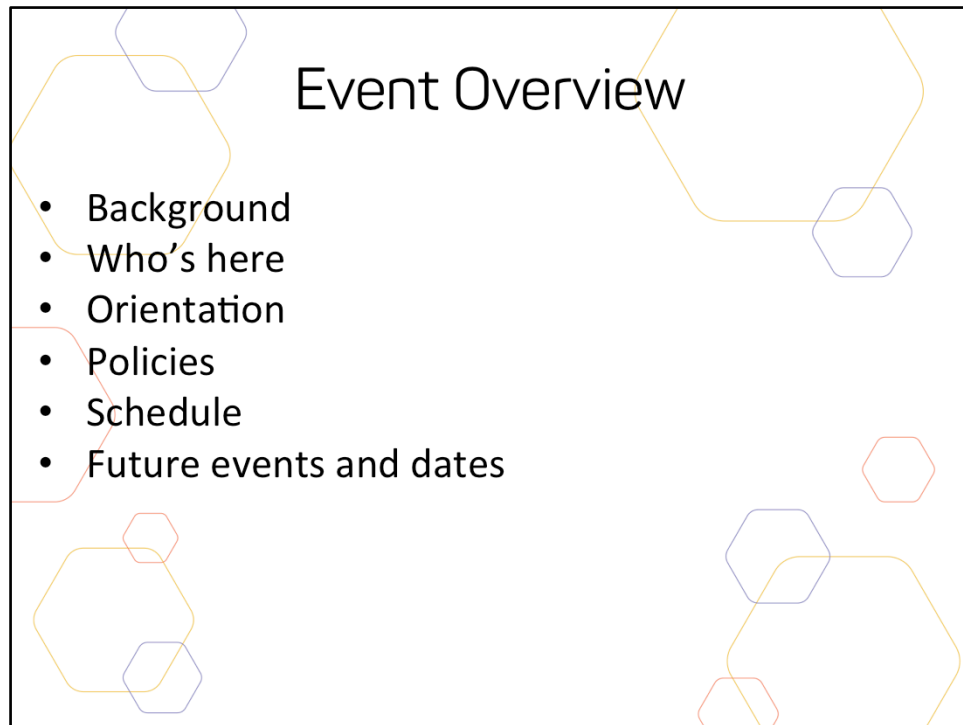 Event Overview
• Background
• Who’s here
• Orientation
• Policies
• Schedule
• Future events and dates